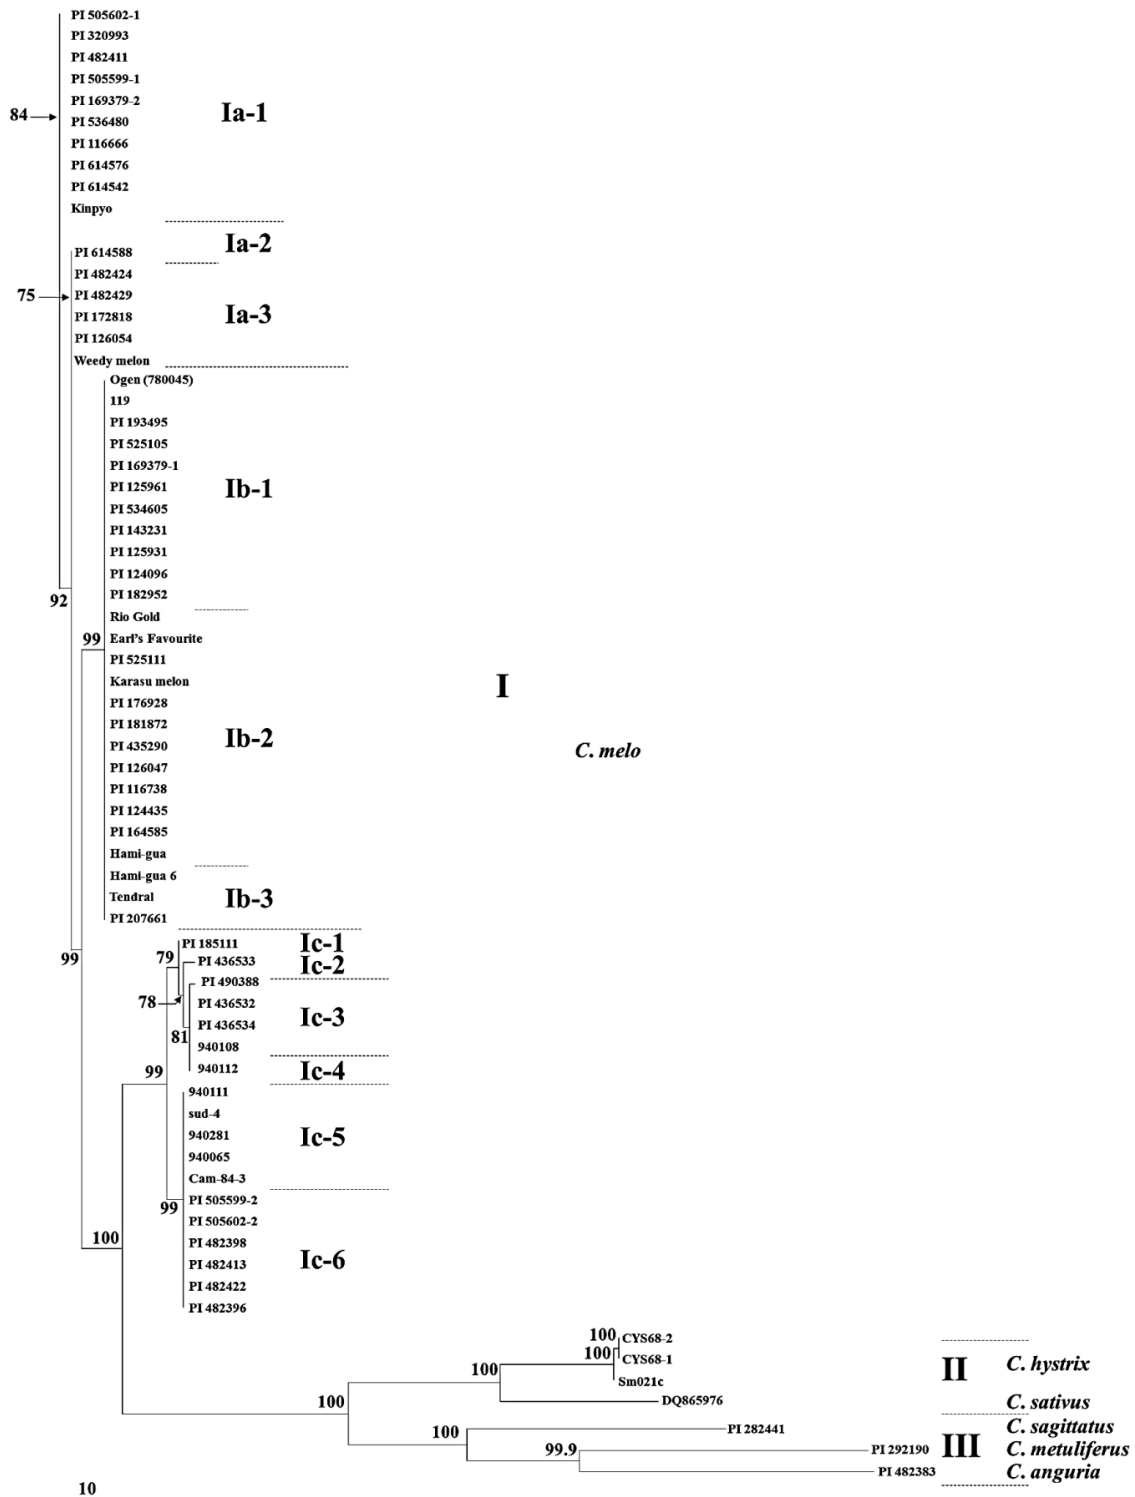 PI 505602-1
PI 320993
PI 482411
PI 505599-1
PI 169379-2
84
Ia-1
PI 536480
PI 116666
PI 614576
PI 614542
Kinpyo
Ia-2
PI 614588
PI 482424
75
PI 482429
Ia-3
PI 172818
PI 126054
Weedy melon
Ogen (780045)
119
PI 193495
PI 525105
PI 169379-1
PI 125961
Ib-1
PI 534605
PI 143231
PI 125931
PI 124096
PI 182952
92
Rio Gold
99
Earl's Favourite
PI 525111
Karasu melon
I
PI 176928
PI 181872
Ib-2
PI 435290
C. melo
PI 126047
PI 116738
PI 124435
PI 164585
Hami-gua
Hami-gua 6
Tendral
Ib-3
PI 207661
99
PI 185111
Ic-1
79
PI 436533
Ic-2
PI 490388
78
PI 436532
Ic-3
PI 436534
81
940108
940112
Ic-4
99
940111
sud-4
940281
Ic-5
940065
Cam-84-3
PI 505599-2
99
PI 505602-2
100
PI 482398
PI 482413
Ic-6
PI 482422
PI 482396
100
CYS68-2
100
CYS68-1
II
C. hystrix
100
Sm021c
100
DQ865976
C. sativus
100
PI 282441
C. sagittatus
99.9
PI 292190
III
C. metuliferus
PI 482383
C. anguria
10